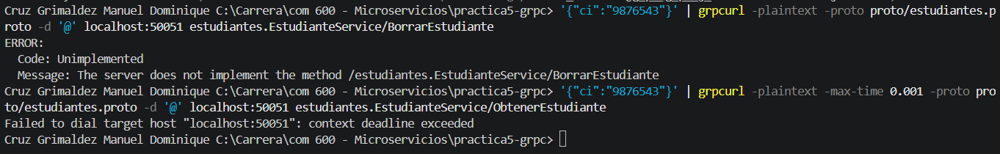 Cruz Grimaldez Manuel Dominique C:\Carrera\com 600 - Microservicios\practica5-grpc> '{"ci":"9876543"}' | grpcurl -plaintext -proto proto/estudiantes.p
roto -d '@' localhost:50051 estudiantes.EstudianteService/BorrarEstudiante
ERROR:
  Code: Unimplemented
  Message: The server does not implement the method /estudiantes.EstudianteService/BorrarEstudiante
Cruz Grimaldez Manuel Dominique C:\Carrera\com 600 - Microservicios\practica5-grpc> '{"ci":"9876543"}' | grpcurl -plaintext -max-time 0.001 -proto pro
to/estudiantes.proto -d '@' localhost:50051 estudiantes.EstudianteService/ObtenerEstudiante
Failed to dial target host "localhost:50051": context deadline exceeded
Cruz Grimaldez Manuel Dominique C:\Carrera\com 600 - Microservicios\practica5-grpc>